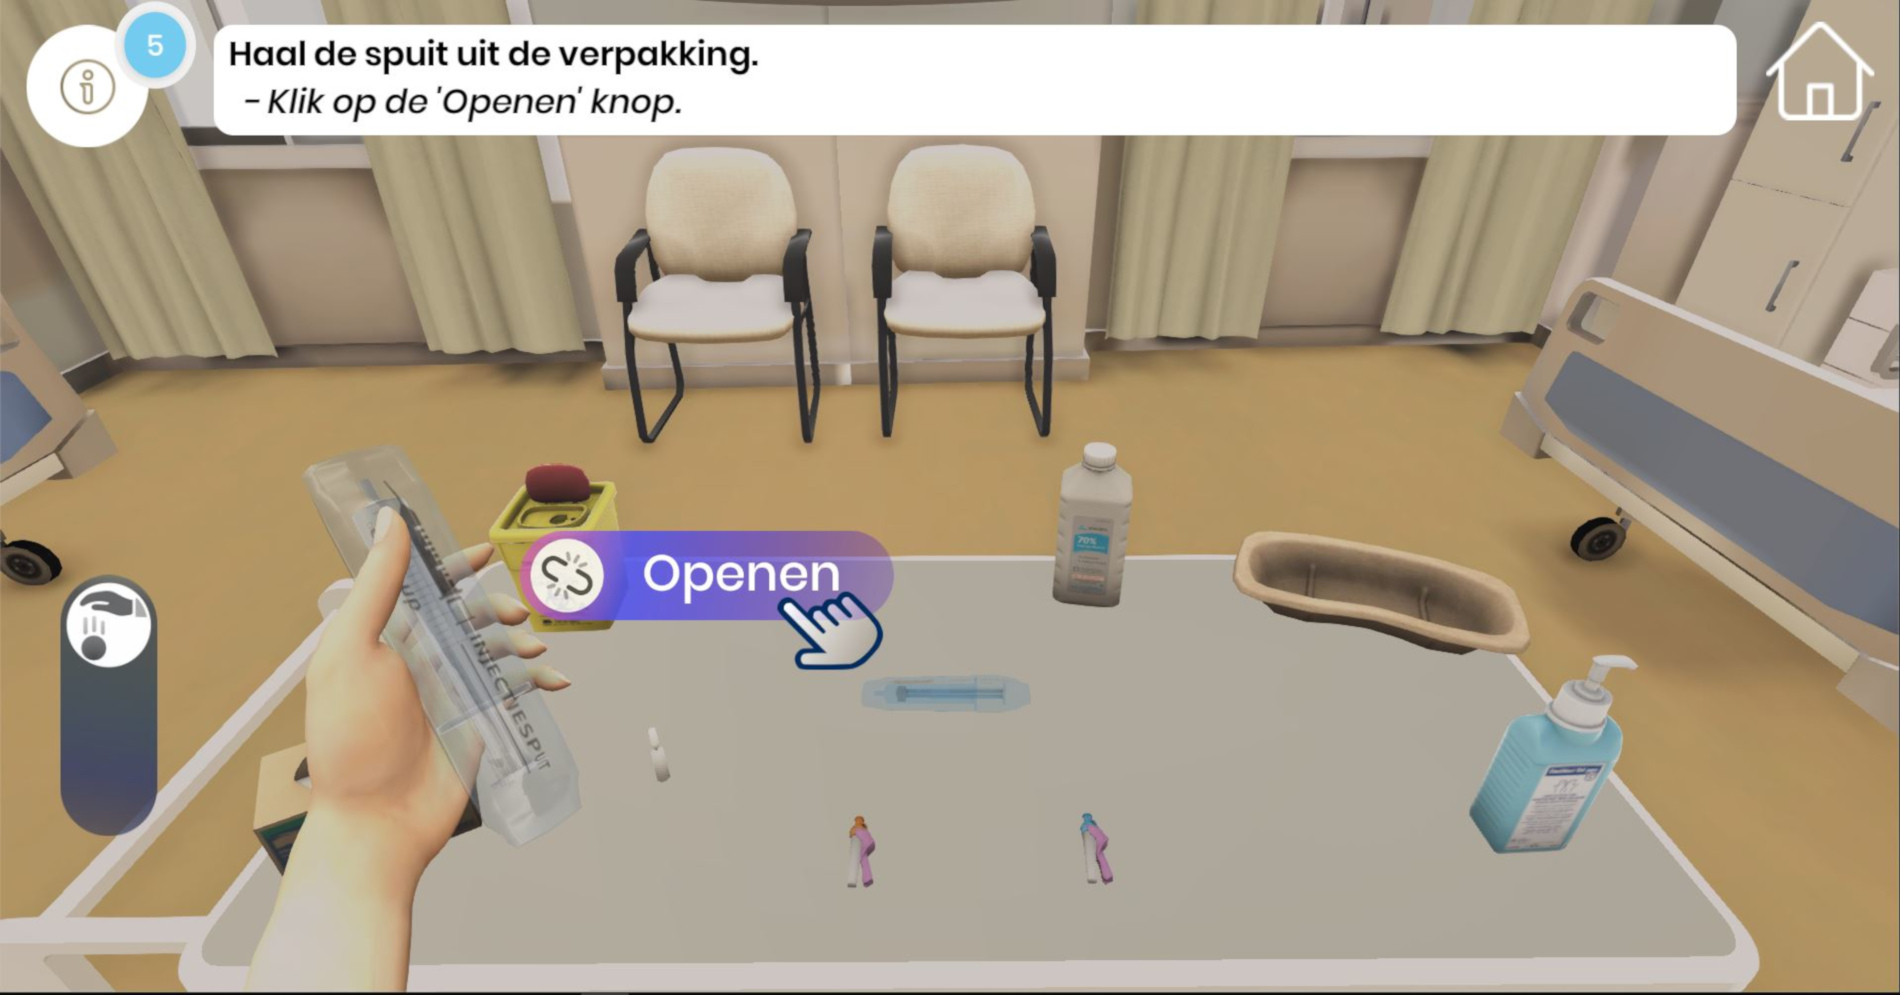 5
Haal de spuit uit de verpakking.
- Klik op de 'Openen' knop.
Openen
70%
INJECTIESPUIT